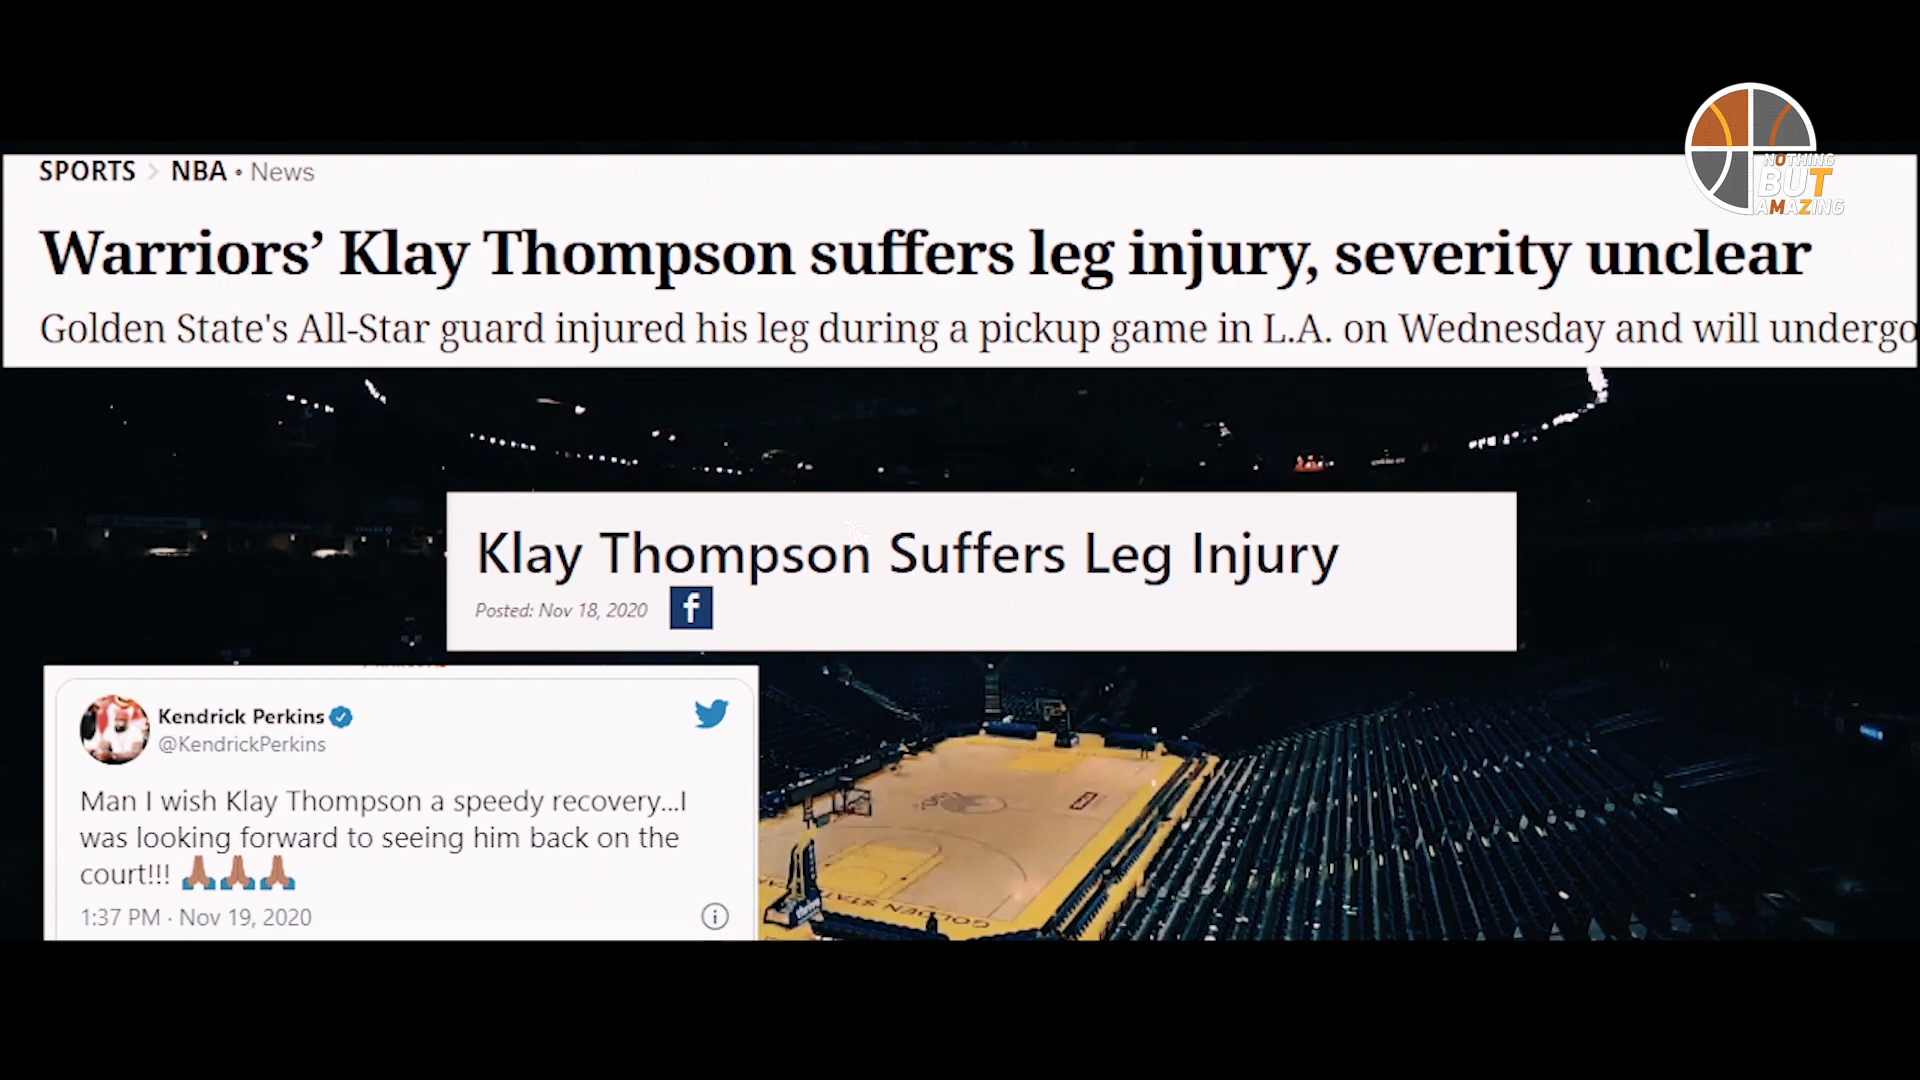 SPORTS > NBA • News
NOTHING
BUT
AMAZING
Warriors’ Klay Thompson suffers leg injury, severity unclear
Golden State's All-Star guard injured his leg during a pickup game in L.A. on Wednesday and will undergo
Klay Thompson Suffers Leg Injury
Posted: Nov 18, 2020 f
Kendrick Perkins
@KendrickPerkins
Man I wish Klay Thompson a speedy recovery...I
was looking forward to seeing him back on the
court!!! 🙏🏽🙏🏽🙏🏽
1:37 PM · Nov 19, 2020
GOLDEN STATE